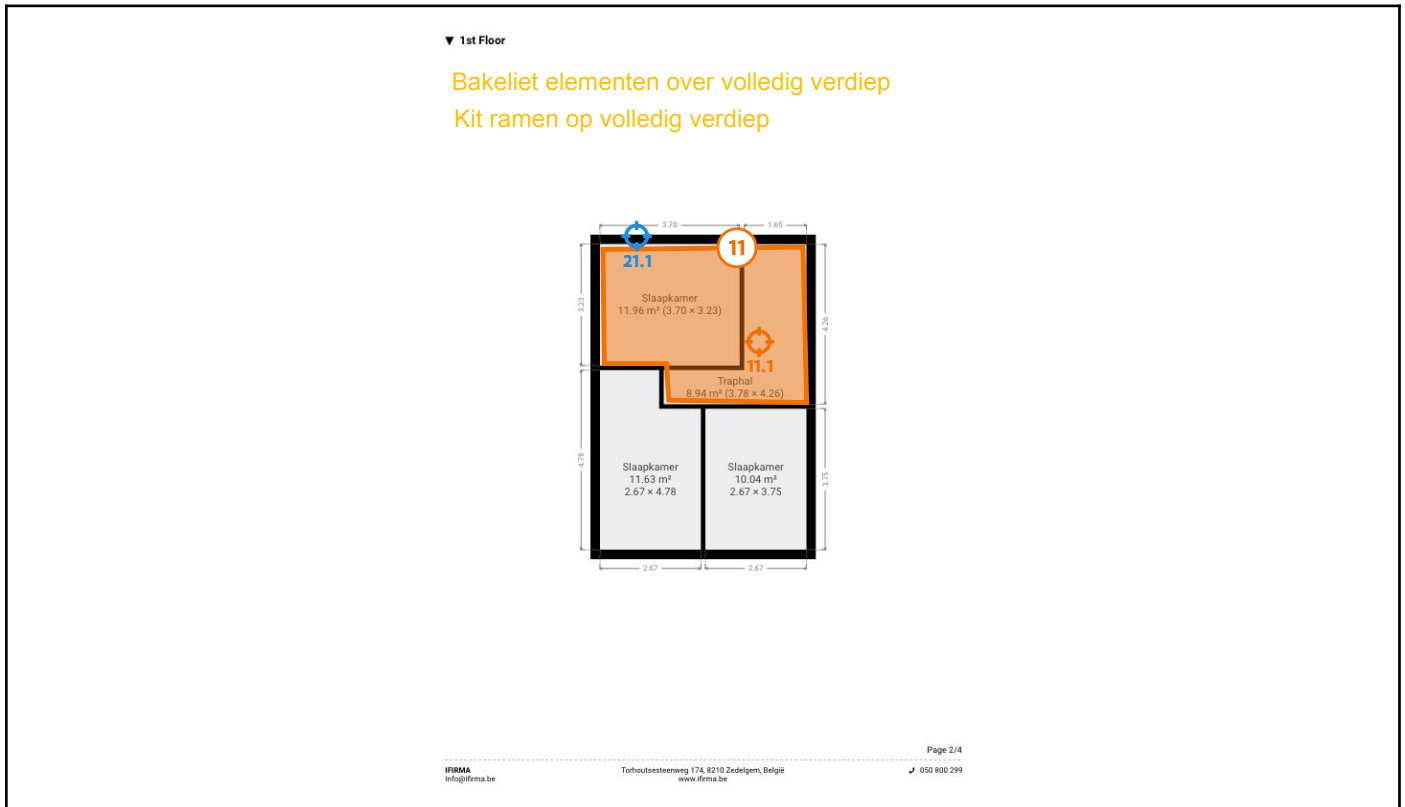 ▼ 1st Floor
Bakeliet elementen over volledig verdiep
Kit ramen op volledig verdiep
3.70
1.65
11
21.1
3.23
Slaapkamer
11.96 m² (3.70 × 3.23)
4.26
11.1
Traphal
8.94 m² (3.78 × 4.26)
4.78
Slaapkamer
11.63 m²
2.67 × 4.78
Slaapkamer
10.04 m²
2.67 × 3.75
3.75
2.67
2.67
Page 2/4
IFIRMA
Info@ifirma.be
Torhoutsesteenweg 174, 8210 Zedelgem, België
www.ifirma.be
050 800 299